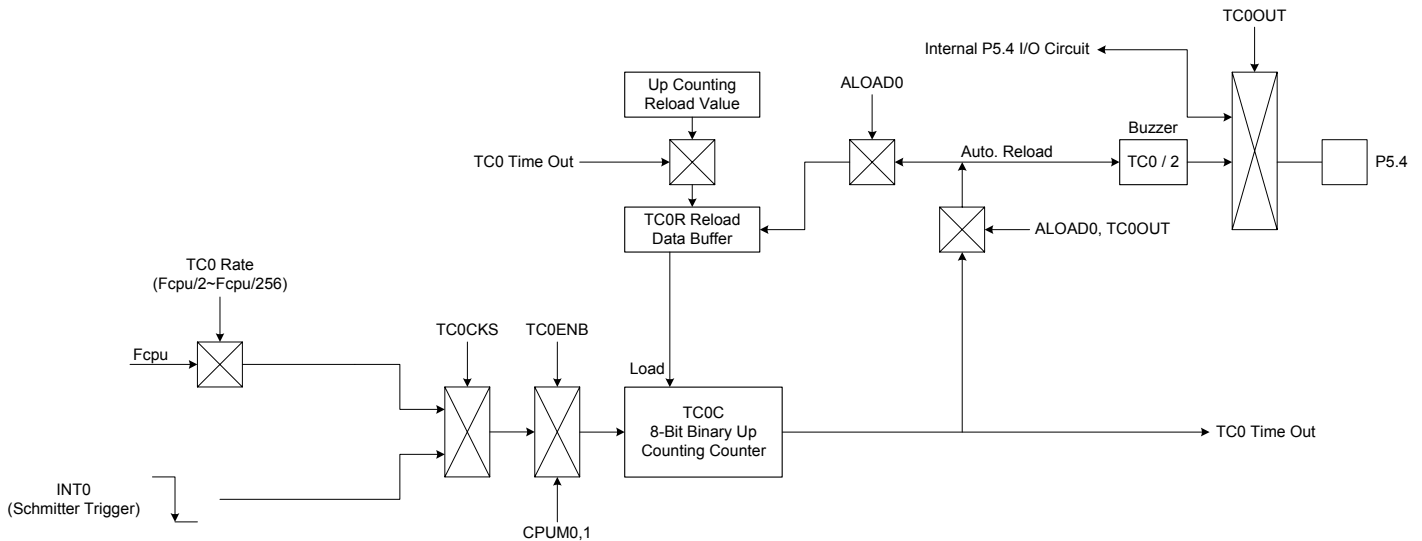 TC0OUT
Internal P5.4 I/O Circuit
Up Counting
Reload Value
ALOAD0
Buzzer
TC0 Time Out
Auto. Reload
TC0 / 2
P5.4
TC0R Reload
Data Buffer
ALOAD0, TC0OUT
TC0 Rate
(Fcpu/2~Fcpu/256)
TC0CKS
TC0ENB
Fcpu
Load
TC0C
8-Bit Binary Up
Counting Counter
TC0 Time Out
INT0
(Schmitter Trigger)
CPUM0,1